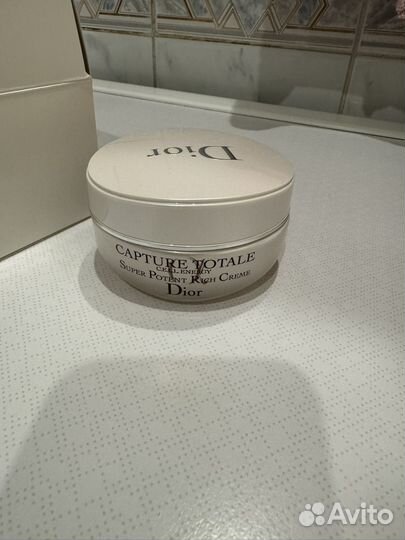 Dior
CAPTURE TOTALE
CELL ENERGY
SUPER POTENT RICH CREME
Dior
Avito